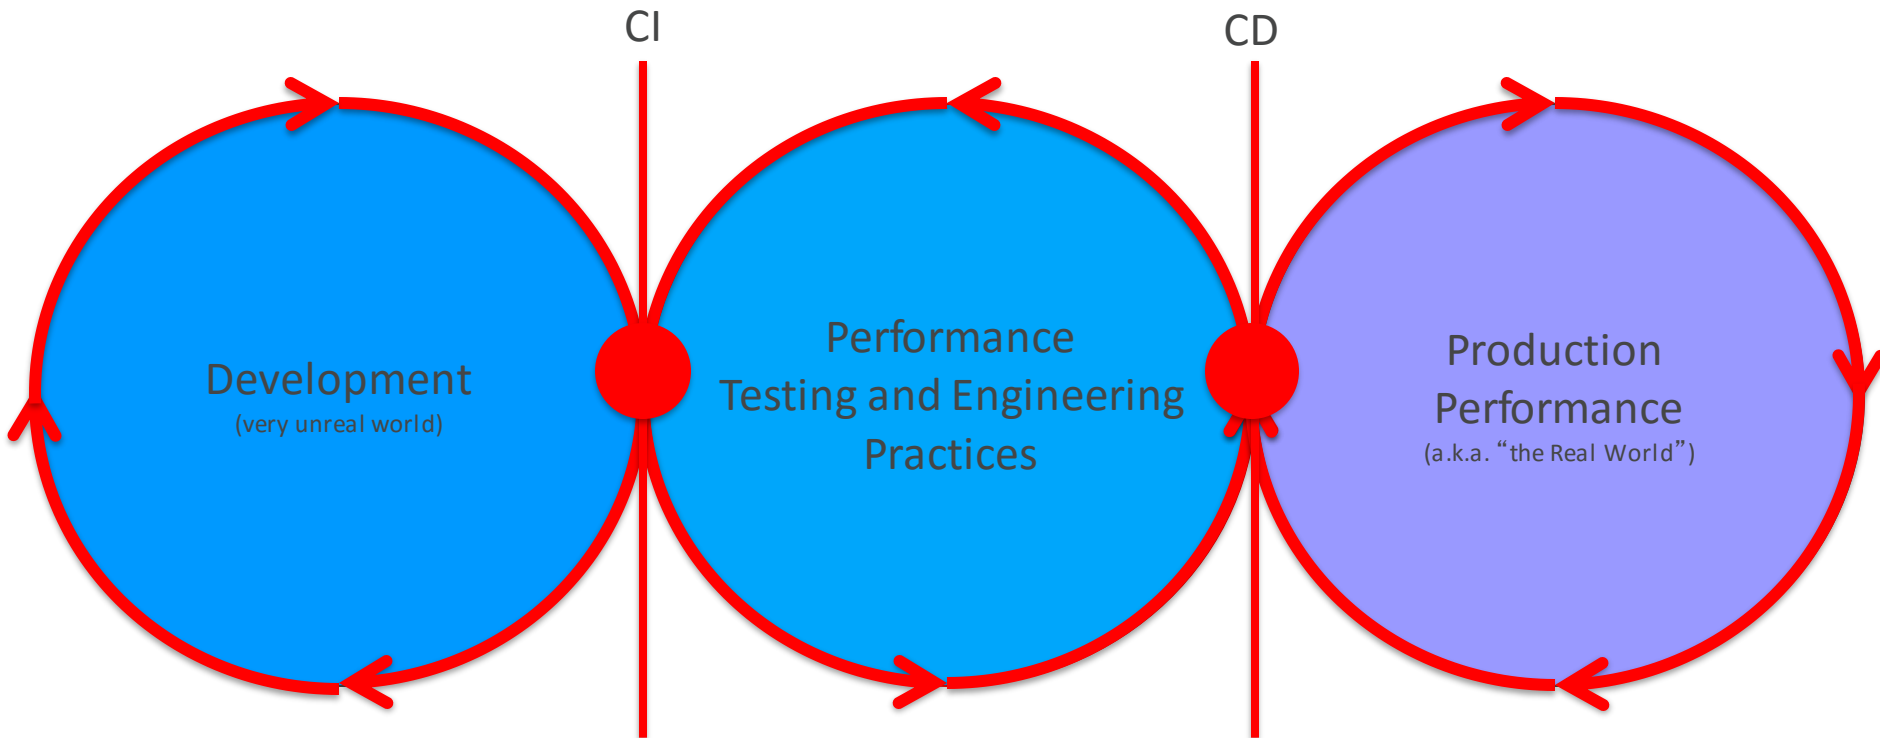 CI
CD
Development
(very unreal world)
Performance
Testing and Engineering
Practices
Production
Performance
(a.k.a. “the Real World”)